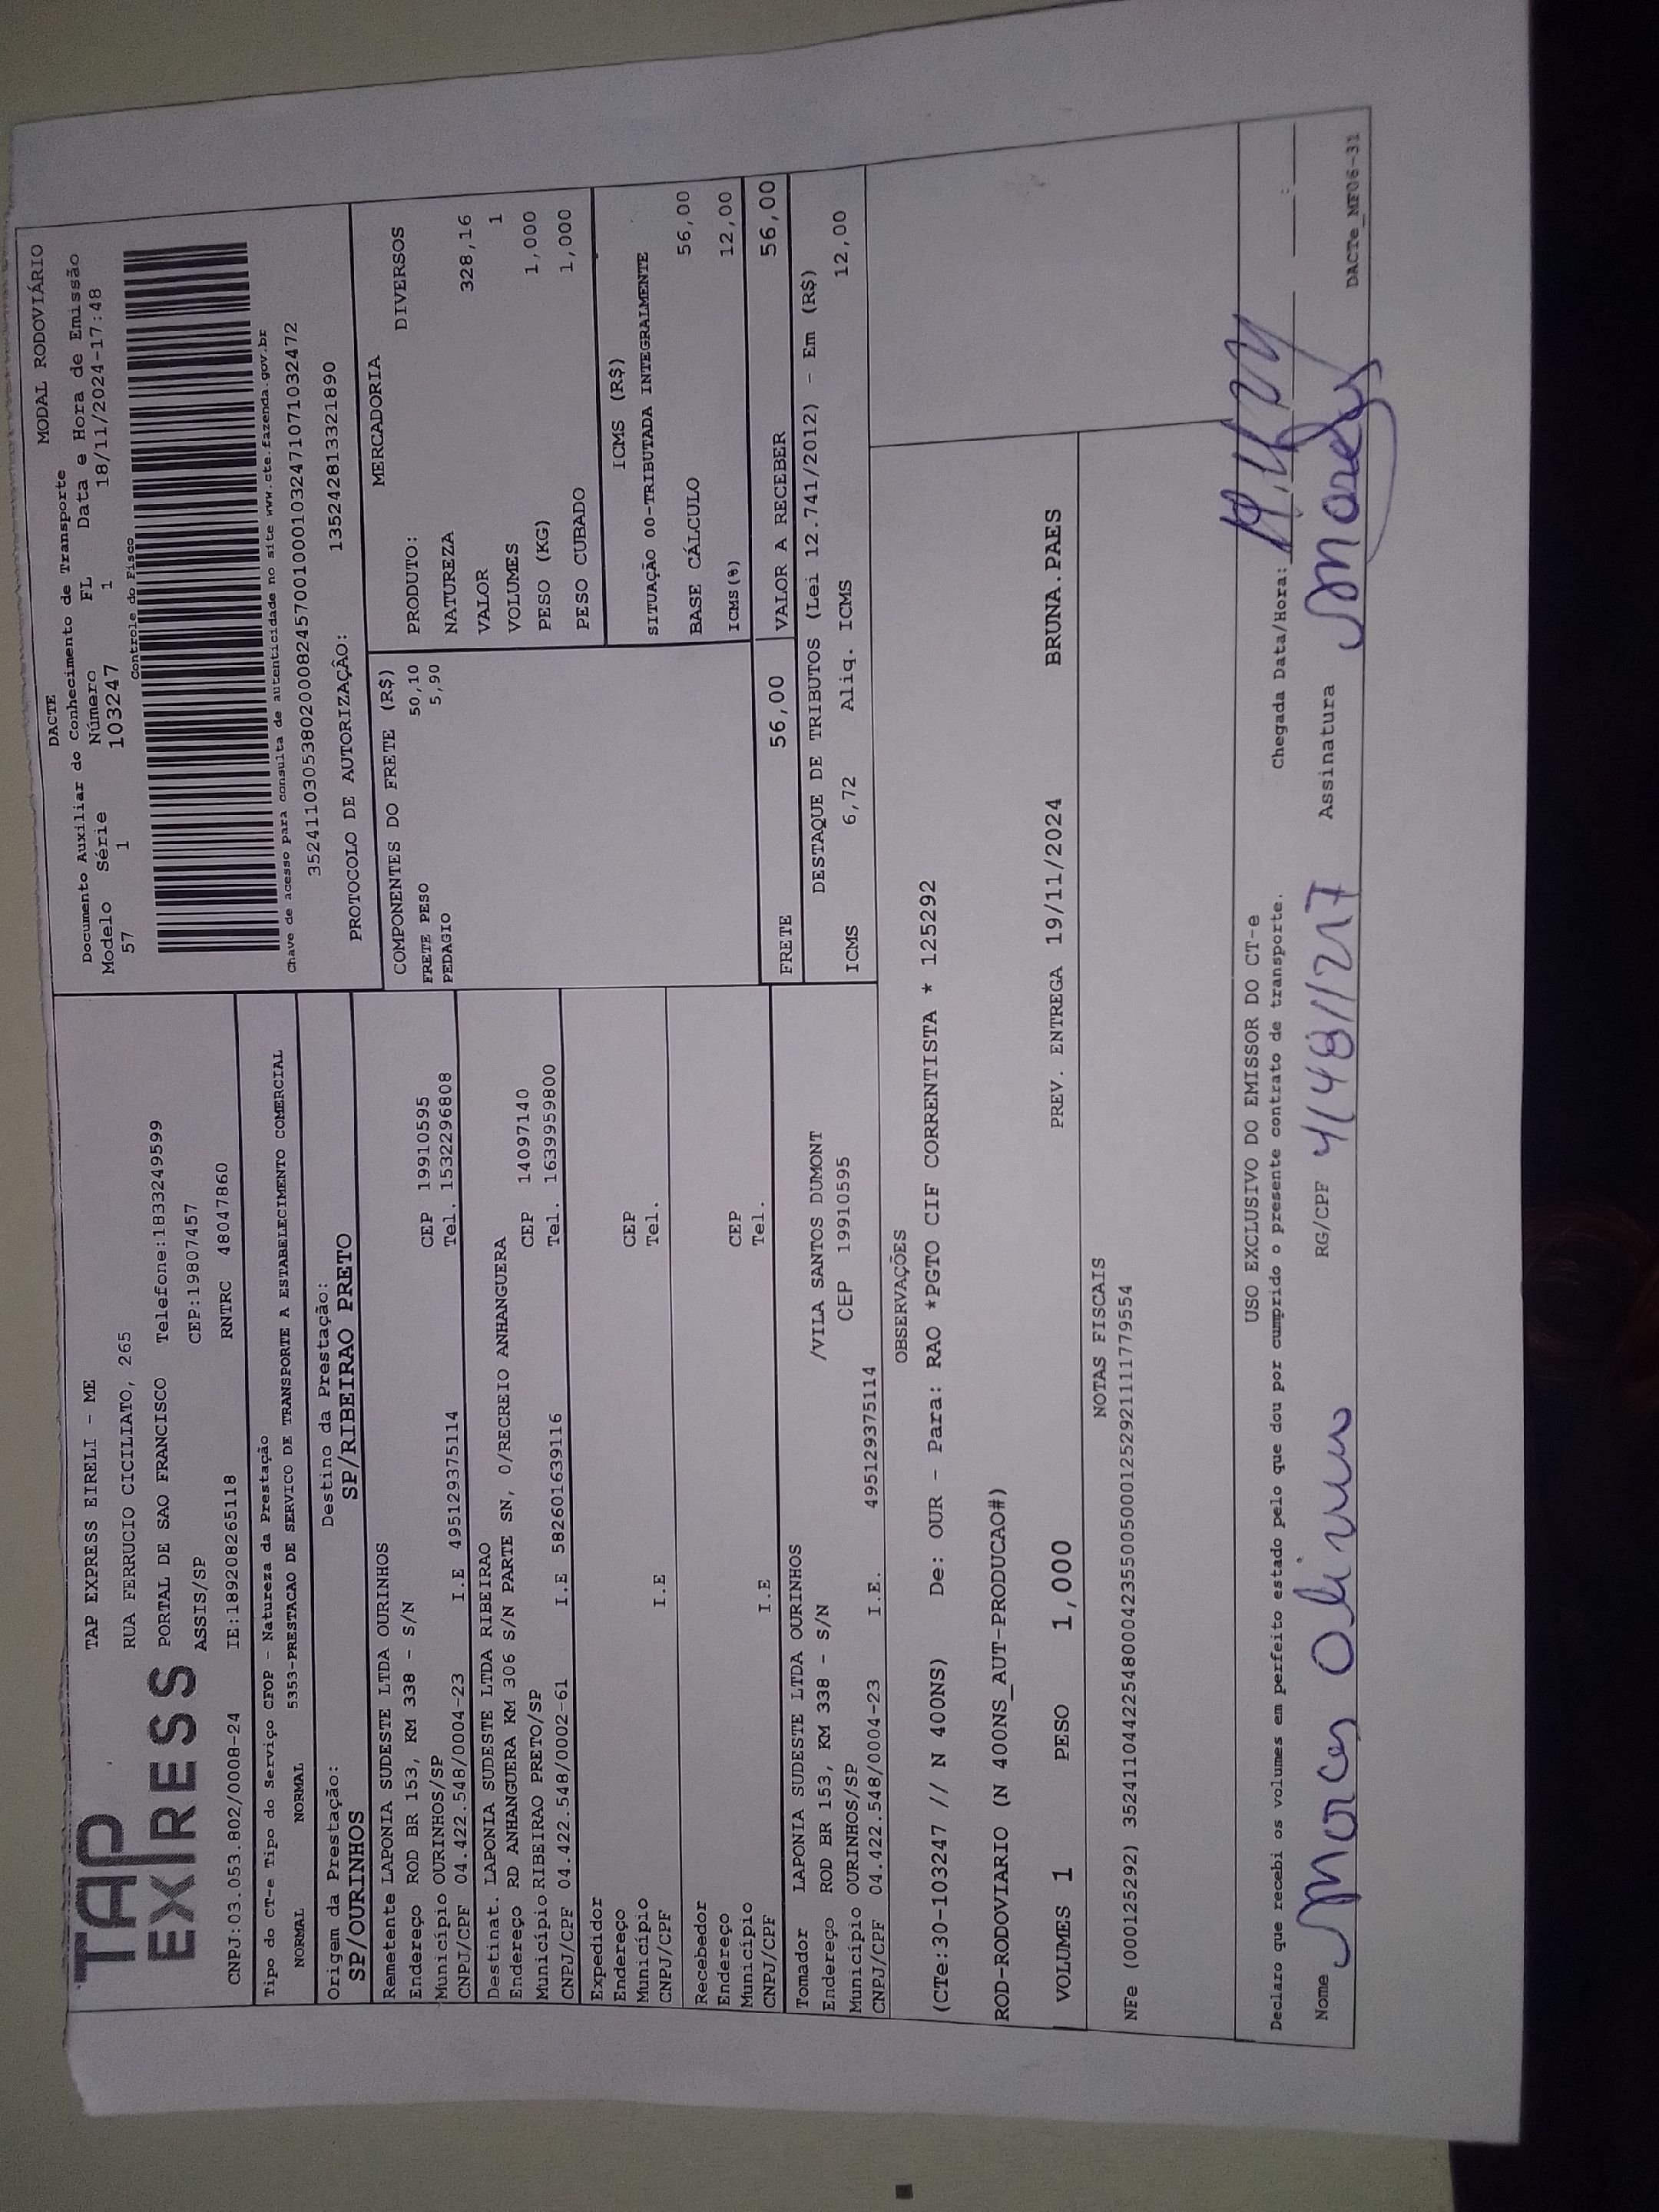 TAP EXPRESS
TAP EXPRESS EIRELI - ME
RUA FERRUCIO CICILIATO, 265
PORTAL DE SAO FRANCISCO Telefone:1833249599
ASSIS/SP CEP:19807457
CNPJ:03.053.802/0008-24 IE:189208265118 RNTRC 48047860
DACTE MODAL RODOVIÁRIO
Documento Auxiliar do Conhecimento de Transporte
Modelo Série Número FL Data e Hora de Emissão
57 1 103247 1 18/11/2024-17:48
Controle do Fisco
Chave de acesso para consulta de autenticidade no site www.cte.fazenda.gov.br
35241103053802000824570010001032471071032472
PROTOCOLO DE AUTORIZAÇÃO: 135242813321890
Tipo do CT-e Tipo do Serviço CFOP - Natureza da Prestação
NORMAL NORMAL 5353-PRESTACAO DE SERVICO DE TRANSPORTE A ESTABELECIMENTO COMERCIAL
Origem da Prestação: Destino da Prestação:
SP/OURINHOS SP/RIBEIRAO PRETO
Remetente LAPONIA SUDESTE LTDA OURINHOS
Endereço ROD BR 153, KM 338 - S/N
Município OURINHOS/SP CEP 19910595
CNPJ/CPF 04.422.548/0004-23 I.E 495129375114 Tel. 1532296808
Destinat. LAPONIA SUDESTE LTDA RIBEIRAO
Endereço RD ANHANGUERA KM 306 S/N PARTE SN, 0/RECREIO ANHANGUERA
Município RIBEIRAO PRETO/SP CEP 14097140
CNPJ/CPF 04.422.548/0002-61 I.E 582601639116 Tel. 1639959800
Expedidor
Endereço
Município CEP
CNPJ/CPF I.E Tel.
Recebedor
Endereço
Município CEP
CNPJ/CPF I.E Tel.
Tomador LAPONIA SUDESTE LTDA OURINHOS
Endereço ROD BR 153, KM 338 - S/N /VILA SANTOS DUMONT
Município OURINHOS/SP CEP 19910595
CNPJ/CPF 04.422.548/0004-23 I.E. 495129375114
COMPONENTES DO FRETE (R$)
FRETE PESO 50,10
PEDAGIO 5,90
MERCADORIA
PRODUTO: DIVERSOS
NATUREZA
VALOR 328,16
VOLUMES 1
PESO (KG) 1,000
PESO CUBADO 1,000
ICMS (R$)
SITUAÇÃO 00-TRIBUTADA INTEGRALMENTE
BASE CÁLCULO 56,00
ICMS(%) 12,00
FRETE 56,00 VALOR A RECEBER 56,00
DESTAQUE DE TRIBUTOS (Lei 12.741/2012) - Em (R$)
ICMS 6,72 Aliq. ICMS 12,00
OBSERVAÇÕES
(CTe:30-103247 // N 400NS) De: OUR - Para: RAO *PGTO CIF CORRENTISTA * 125292
ROD-RODOVIARIO (N 400NS_AUT-PRODUCAO#)
VOLUMES 1 PESO 1,000 PREV. ENTREGA 19/11/2024 BRUNA.PAES
NOTAS FISCAIS
NFe (000125292) 35241104422548000423550050001252921111779554
USO EXCLUSIVO DO EMISSOR DO CT-e
Declaro que recebi os volumes em perfeito estado pelo que dou por cumprido o presente contrato de transporte. Chegada Data/Hora:
Nome RG/CPF Assinatura
DACTe_MF06-31